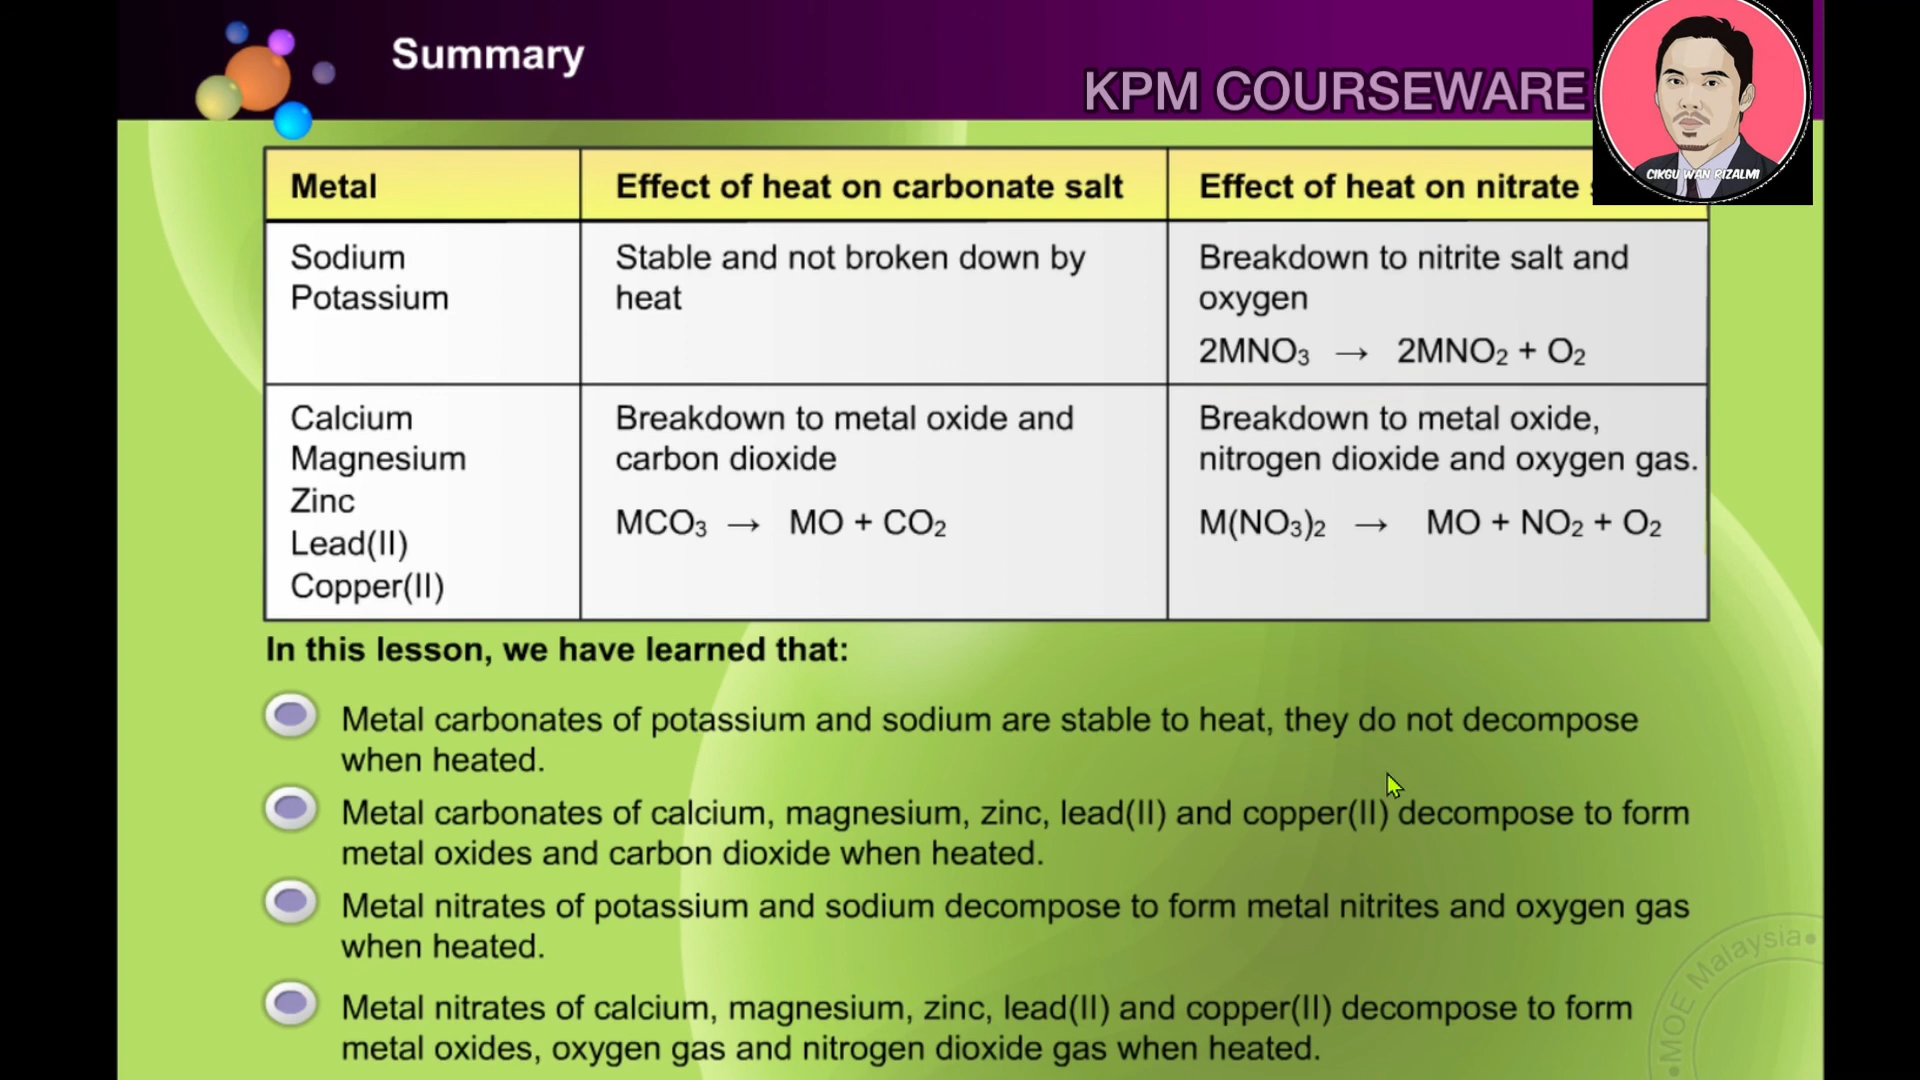 Summary
KPM COURSEWARE
CIKGU WAN RIZALMI
Metal
Effect of heat on carbonate salt
Effect of heat on nitrate
Sodium
Potassium
Stable and not broken down by
heat
Breakdown to nitrite salt and
oxygen
2MNO₃ → 2MNO₂ + O₂
Calcium
Magnesium
Zinc
Lead(II)
Copper(II)
Breakdown to metal oxide and
carbon dioxide
MCO₃ → MO + CO₂
Breakdown to metal oxide,
nitrogen dioxide and oxygen gas.
M(NO₃)₂ → MO + NO₂ + O₂
In this lesson, we have learned that:
Metal carbonates of potassium and sodium are stable to heat, they do not decompose
when heated.
Metal carbonates of calcium, magnesium, zinc, lead(II) and copper(II) decompose to form
metal oxides and carbon dioxide when heated.
Metal nitrates of potassium and sodium decompose to form metal nitrites and oxygen gas
when heated.
Metal nitrates of calcium, magnesium, zinc, lead(II) and copper(II) decompose to form
metal oxides, oxygen gas and nitrogen dioxide gas when heated.
•MOE Malaysia•